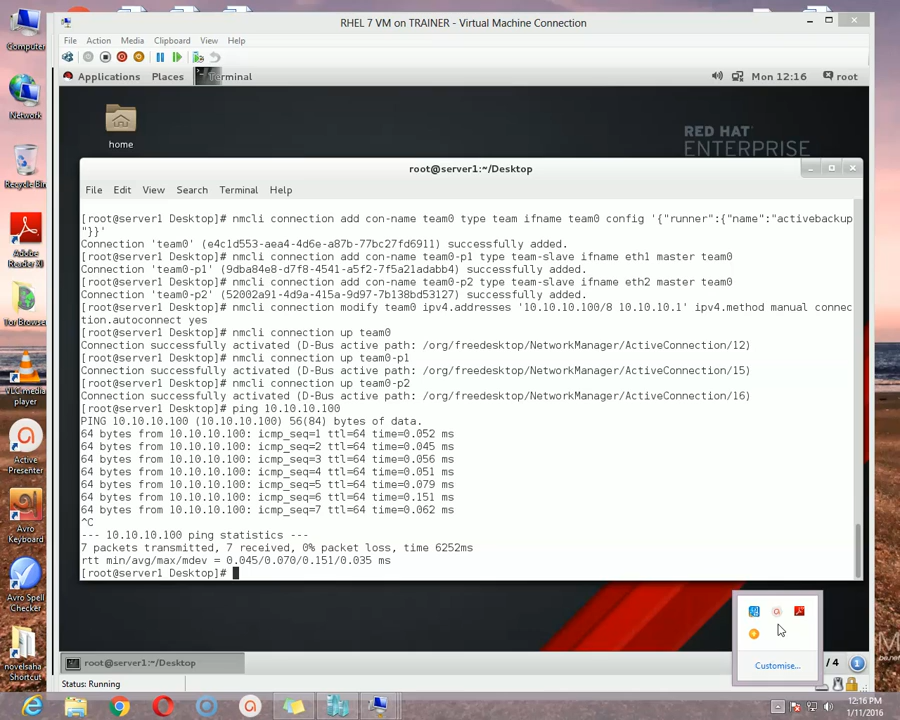 RHEL 7 VM on TRAINER - Virtual Machine Connection
File Action Media Clipboard View Help
Applications Places Terminal Mon 12:16 root
home
RED HAT
ENTERPRISE
root@server1:~/Desktop
File Edit View Search Terminal Help
[root@server1 Desktop]# nmcli connection add con-name team0 type team ifname team0 config '{"runner":{"name":"activebackup
"}}'
Connection 'team0' (e4c1d553-aea4-4d6e-a87b-77bc27fd6911) successfully added.
[root@server1 Desktop]# nmcli connection add con-name team0-p1 type team-slave ifname eth1 master team0
Connection 'team0-p1' (9dba84e8-d7f8-4541-a5f2-7f5a21adabb4) successfully added.
[root@server1 Desktop]# nmcli connection add con-name team0-p2 type team-slave ifname eth2 master team0
Connection 'team0-p2' (52002a91-4d9a-415a-9d97-7b138bd53127) successfully added.
[root@server1 Desktop]# nmcli connection modify team0 ipv4.addresses '10.10.10.100/8 10.10.10.1' ipv4.method manual connec
tion.autoconnect yes
[root@server1 Desktop]# nmcli connection up team0
Connection successfully activated (D-Bus active path: /org/freedesktop/NetworkManager/ActiveConnection/12)
[root@server1 Desktop]# nmcli connection up team0-p1
Connection successfully activated (D-Bus active path: /org/freedesktop/NetworkManager/ActiveConnection/15)
[root@server1 Desktop]# nmcli connection up team0-p2
Connection successfully activated (D-Bus active path: /org/freedesktop/NetworkManager/ActiveConnection/16)
[root@server1 Desktop]# ping 10.10.10.100
PING 10.10.10.100 (10.10.10.100) 56(84) bytes of data.
64 bytes from 10.10.10.100: icmp_seq=1 ttl=64 time=0.052 ms
64 bytes from 10.10.10.100: icmp_seq=2 ttl=64 time=0.045 ms
64 bytes from 10.10.10.100: icmp_seq=3 ttl=64 time=0.056 ms
64 bytes from 10.10.10.100: icmp_seq=4 ttl=64 time=0.051 ms
64 bytes from 10.10.10.100: icmp_seq=5 ttl=64 time=0.079 ms
64 bytes from 10.10.10.100: icmp_seq=6 ttl=64 time=0.151 ms
64 bytes from 10.10.10.100: icmp_seq=7 ttl=64 time=0.062 ms
^C
--- 10.10.10.100 ping statistics ---
7 packets transmitted, 7 received, 0% packet loss, time 6252ms
rtt min/avg/max/mdev = 0.045/0.070/0.151/0.035 ms
[root@server1 Desktop]#
Computer
Network
Recycle Bin
Adobe
Reader XI
Tor Browser
VLC media
player
Active
Presenter
Avro
Keyboard
Avro Spell
Checker
novelsaha
Shortcut
Customise...
root@server1:~/Desktop
/ 4 1
Status: Running
12:16 PM
1/11/2016